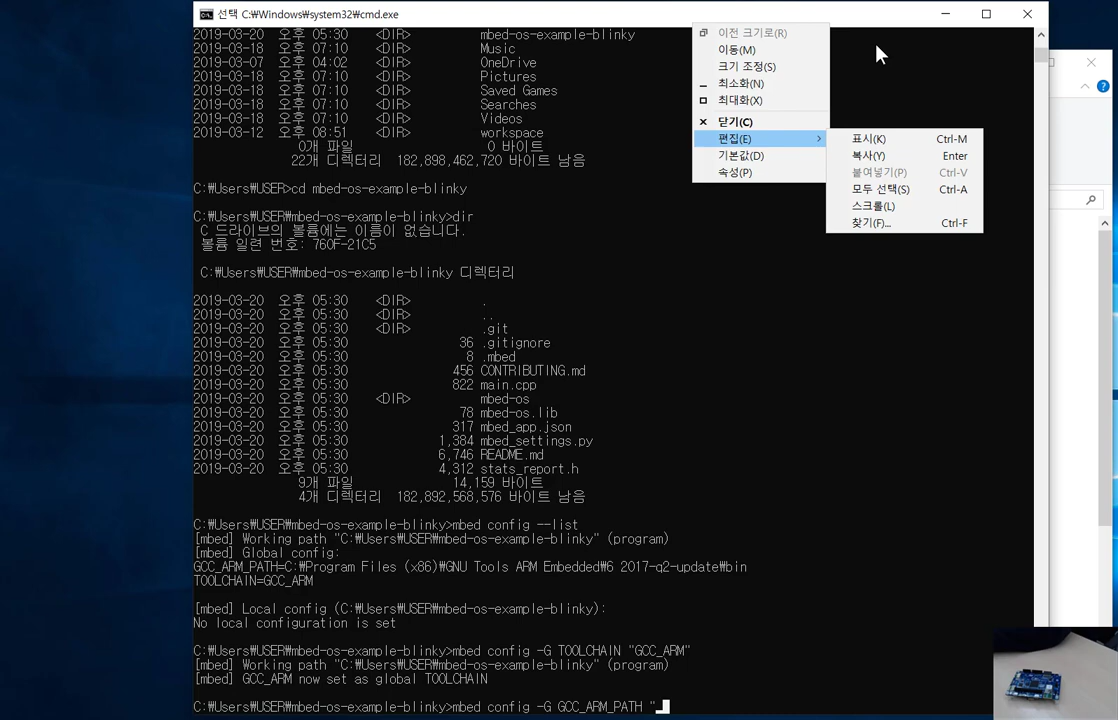 선택 C:\Windows\system32\cmd.exe
2019-03-20 오후 05:30 <DIR> mbed-os-example-blinky
2019-03-18 오후 07:10 <DIR> Music
2019-03-07 오후 04:02 <DIR> OneDrive
2019-03-18 오후 07:10 <DIR> Pictures
2019-03-18 오후 07:10 <DIR> Saved Games
2019-03-18 오후 07:10 <DIR> Searches
2019-03-18 오후 07:10 <DIR> Videos
2019-03-12 오후 08:51 <DIR> workspace
0개 파일 0 바이트
22개 디렉터리 182,898,462,720 바이트 남음
C:₩Users₩USER>cd mbed-os-example-blinky
C:₩Users₩USER₩mbed-os-example-blinky>dir
C 드라이브의 볼륨에는 이름이 없습니다.
볼륨 일련 번호: 760F-21C5
C:₩Users₩USER₩mbed-os-example-blinky 디렉터리
2019-03-20 오후 05:30 <DIR> .
2019-03-20 오후 05:30 <DIR> ..
2019-03-20 오후 05:30 <DIR> .git
2019-03-20 오후 05:30 36 .gitignore
2019-03-20 오후 05:30 8 .mbed
2019-03-20 오후 05:30 456 CONTRIBUTING.md
2019-03-20 오후 05:30 822 main.cpp
2019-03-20 오후 05:30 <DIR> mbed-os
2019-03-20 오후 05:30 78 mbed-os.lib
2019-03-20 오후 05:30 317 mbed_app.json
2019-03-20 오후 05:30 1,384 mbed_settings.py
2019-03-20 오후 05:30 6,746 README.md
2019-03-20 오후 05:30 4,312 stats_report.h
9개 파일 14,159 바이트
4개 디렉터리 182,892,568,576 바이트 남음
C:₩Users₩USER₩mbed-os-example-blinky>mbed config --list
[mbed] Working path "C:₩Users₩USER₩mbed-os-example-blinky" (program)
[mbed] Global config:
GCC_ARM_PATH=C:₩Program Files (x86)₩GNU Tools ARM Embedded₩6 2017-q2-update₩bin
TOOLCHAIN=GCC_ARM
[mbed] Local config (C:₩Users₩USER₩mbed-os-example-blinky):
No local configuration is set
C:₩Users₩USER₩mbed-os-example-blinky>mbed config -G TOOLCHAIN "GCC_ARM"
[mbed] Working path "C:₩Users₩USER₩mbed-os-example-blinky" (program)
[mbed] GCC_ARM now set as global TOOLCHAIN
C:₩Users₩USER₩mbed-os-example-blinky>mbed config -G GCC_ARM_PATH "
이전 크기로(R)
이동(M)
크기 조정(S)
최소화(N)
최대화(X)
닫기(C)
편집(E)
기본값(D)
속성(P)
표시(K) Ctrl-M
복사(Y) Enter
붙여넣기(P) Ctrl-V
모두 선택(S) Ctrl-A
스크롤(L)
찾기(F)... Ctrl-F